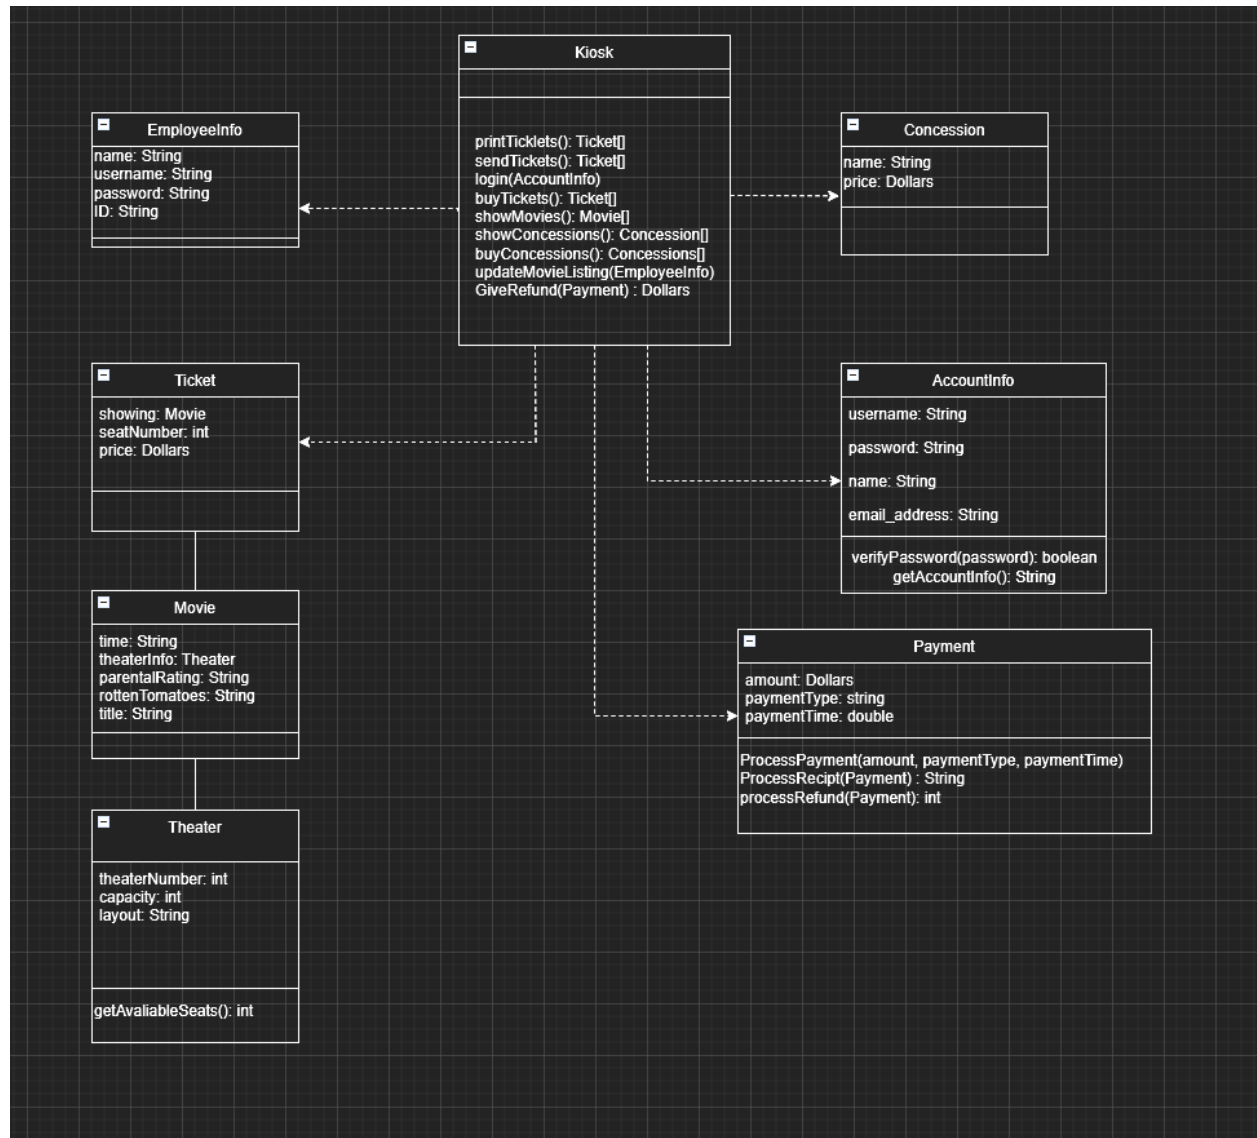 Kiosk
printTicklets(): Ticket[]
sendTickets(): Ticket[]
login(AccountInfo)
buyTickets(): Ticket[]
showMovies(): Movie[]
showConcessions(): Concession[]
buyConcessions(): Concessions[]
updateMovieListing(EmployeeInfo)
GiveRefund(Payment) : Dollars
EmployeeInfo
name: String
username: String
password: String
ID: String
Concession
name: String
price: Dollars
Ticket
showing: Movie
seatNumber: int
price: Dollars
AccountInfo
username: String
password: String
name: String
email_address: String
verifyPassword(password): boolean
getAccountInfo(): String
Movie
time: String
theaterInfo: Theater
parentalRating: String
rottenTomatoes: String
title: String
Payment
amount: Dollars
paymentType: string
paymentTime: double
ProcessPayment(amount, paymentType, paymentTime)
ProcessRecipt(Payment) : String
processRefund(Payment): int
Theater
theaterNumber: int
capacity: int
layout: String
getAvaliableSeats(): int